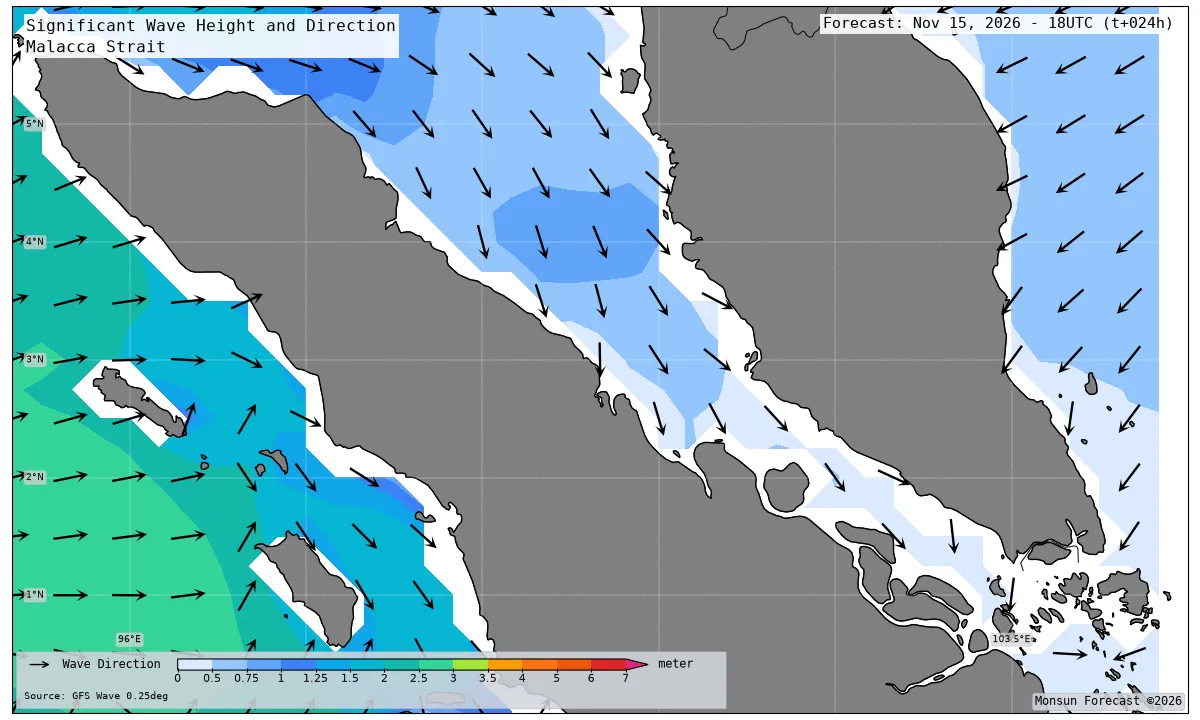 Significant Wave Height and Direction
Malacca Strait
Forecast: Nov 15, 2026 - 18UTC (t+024h)
5°N
4°N
3°N
2°N
1°N
96°E
103.5°E
Wave Direction
meter
0 0.5 0.75 1 1.25 1.5 2 2.5 3 3.5 4 5 6 7
Source: GFS Wave 0.25deg
Monsun Forecast ©2026